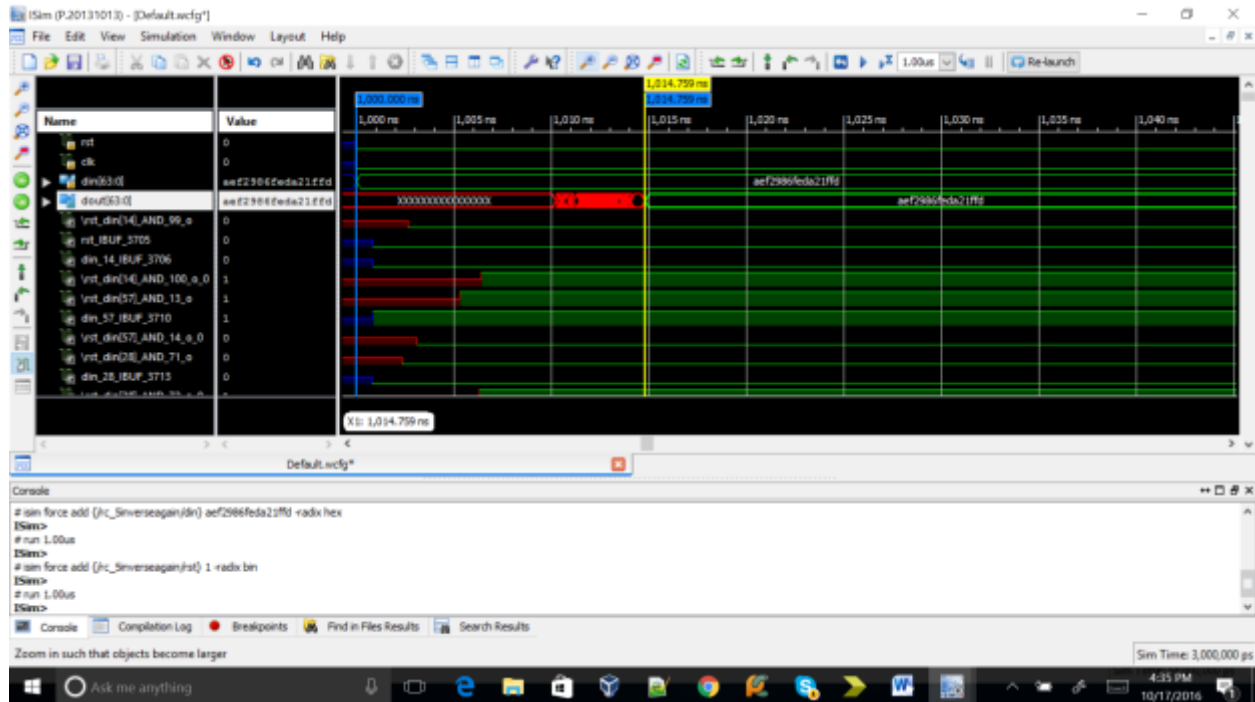 ISim (P.20131013) - [Default.wcfg*]
File Edit View Simulation Window Layout Help
1.00us Re-launch
1,014.759 ns
1,000.000 ns 1,014.759 ns
Name Value
1,000 ns 1,005 ns 1,010 ns 1,015 ns 1,020 ns 1,025 ns 1,030 ns 1,035 ns 1,040 ns
rst 0
clk 0
din[63:0] aef2986feda21ffd aef2986feda21ffd
dout[63:0] aef2986feda21ffd XXXXXXXXXXXXXXXX aef2986feda21ffd
\rst_din[14]_AND_99_o 0
rst_IBUF_3705 0
din_14_IBUF_3706 0
\rst_din[14]_AND_100_o_0 1
\rst_din[57]_AND_13_o 1
din_57_IBUF_3710 1
\rst_din[57]_AND_14_o_0 0
\rst_din[28]_AND_71_o 0
din_28_IBUF_3713 0
X1: 1,014.759 ns
Default.wcfg*
Console
# isim force add {/rc_5inverseagain/din} aef2986feda21ffd -radix hex
ISim>
# run 1.00us
ISim>
# isim force add {/rc_5inverseagain/rst} 1 -radix bin
ISim>
# run 1.00us
ISim>
Console Compilation Log Breakpoints Find in Files Results Search Results
Zoom in such that objects become larger
Sim Time: 3,000,000 ps
Ask me anything
4:35 PM
10/17/2016